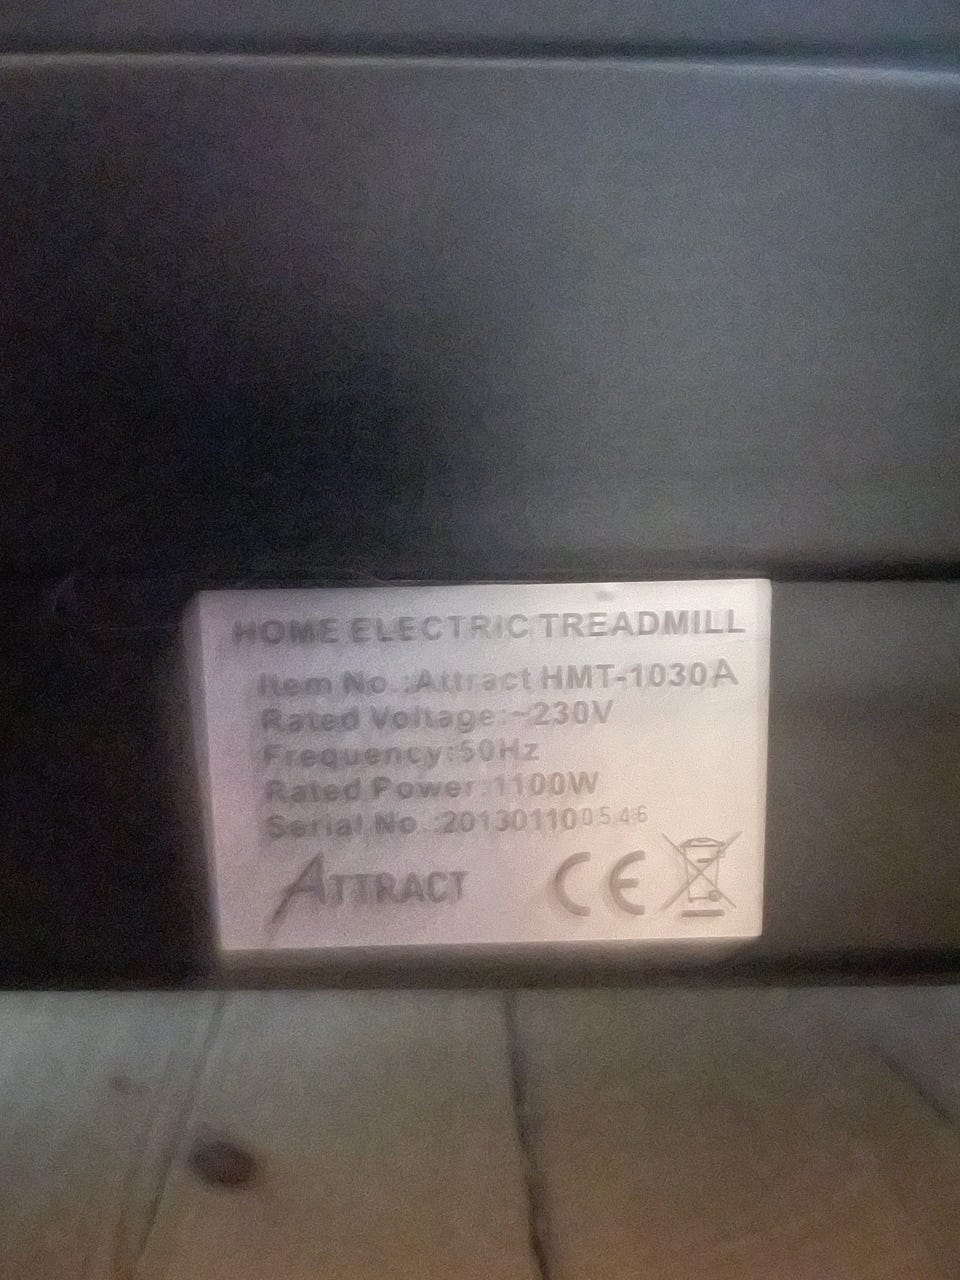 HOME ELECTRIC TREADMILL
Item No.:Attract HMT-1030A
Rated Voltage:~230V
Frequency:50Hz
Rated Power:1100W
Serial No.:201301100546
ATTRACT CE